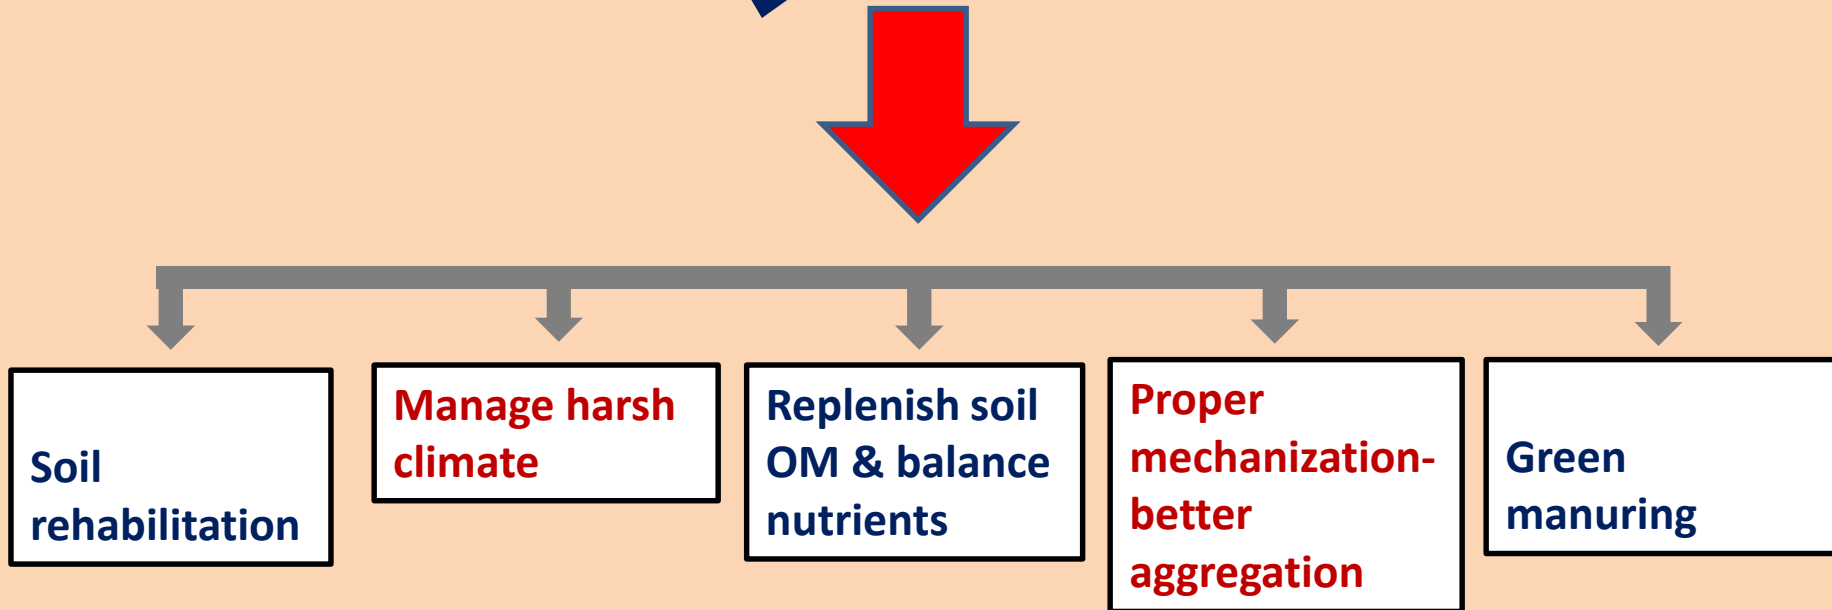 Soil
rehabilitation
Manage harsh
climate
Replenish soil
OM & balance
nutrients
Proper
mechanization-
better
aggregation
Green
manuring